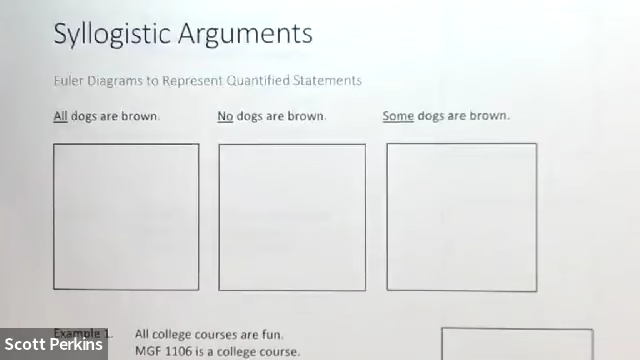 Syllogistic Arguments
Euler Diagrams to Represent Quantified Statements
All dogs are brown.
No dogs are brown.
Some dogs are brown.
Example 1.
All college courses are fun.
MGF 1106 is a college course.
Scott Perkins